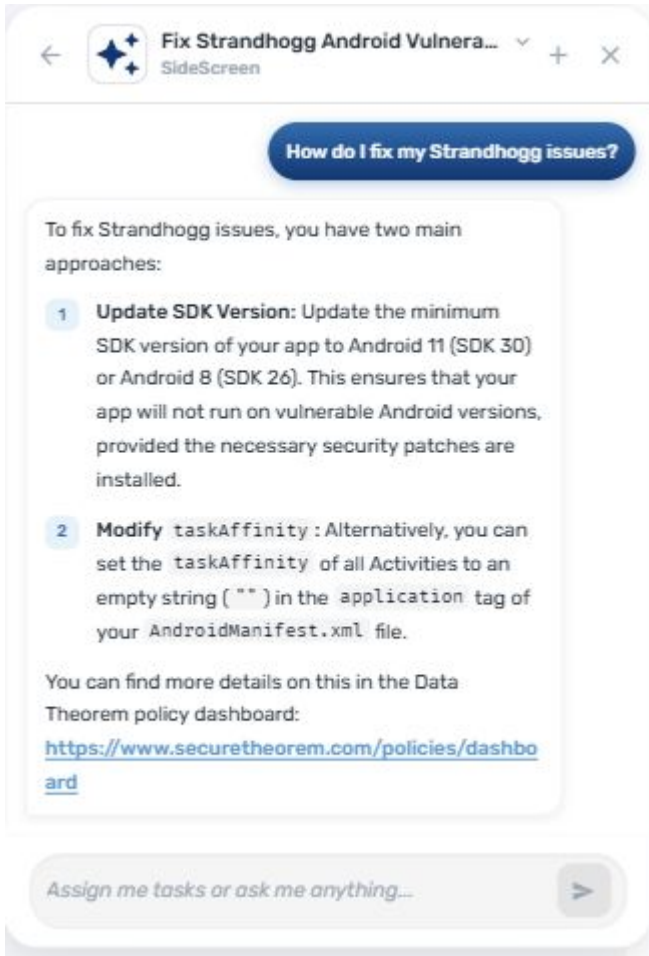 Fix Strandhogg Android Vulnera...
SideScreen
How do I fix my Strandhogg issues?
To fix Strandhogg issues, you have two main
approaches:
1 Update SDK Version: Update the minimum
SDK version of your app to Android 11 (SDK 30)
or Android 8 (SDK 26). This ensures that your
app will not run on vulnerable Android versions,
provided the necessary security patches are
installed.
2 Modify taskAffinity: Alternatively, you can
set the taskAffinity of all Activities to an
empty string ("") in the application tag of
your AndroidManifest.xml file.
You can find more details on this in the Data
Theorem policy dashboard:
https://www.securetheorem.com/policies/dashbo
ard
Assign me tasks or ask me anything...